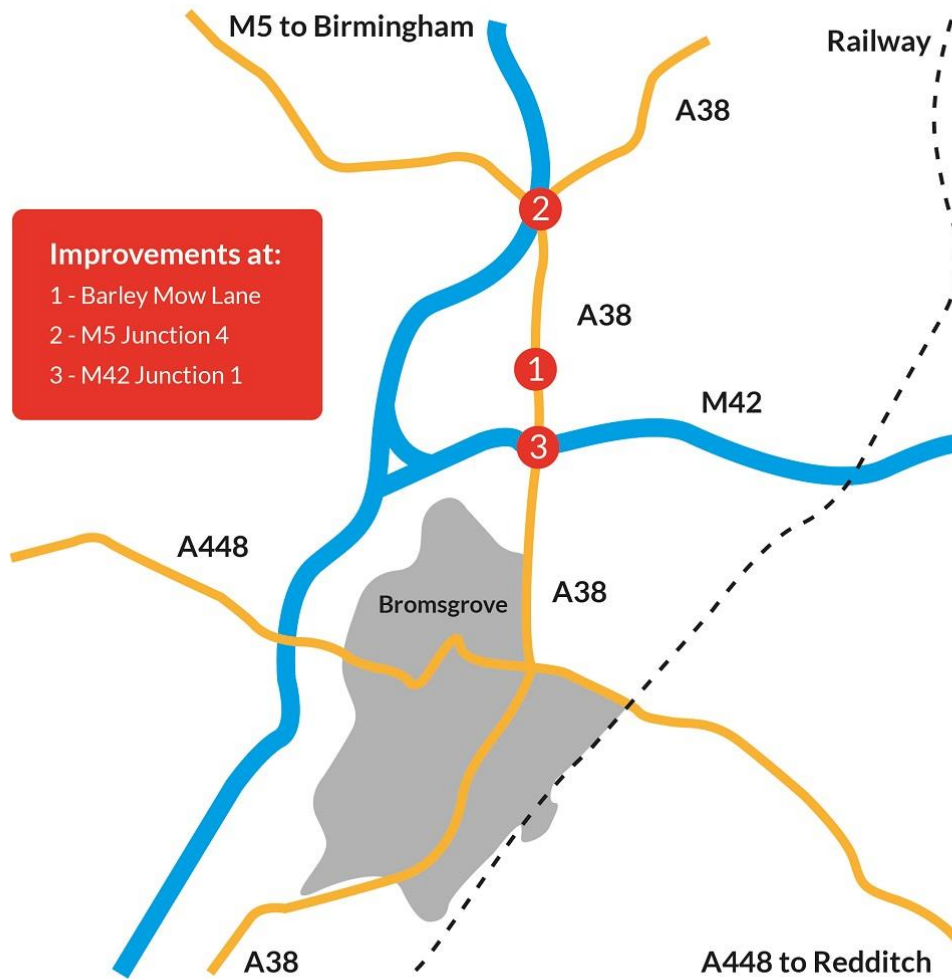 M5 to Birmingham
Railway
A38
2
Improvements at:
1 - Barley Mow Lane
2 - M5 Junction 4
3 - M42 Junction 1
A38
1
M42
3
A448
A38
Bromsgrove
A38
A448 to Redditch